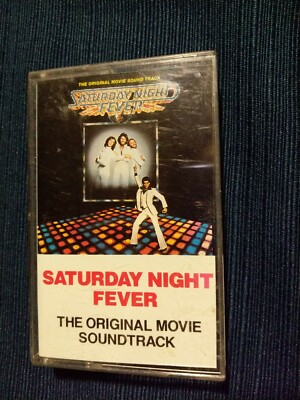 THE ORIGINAL MOVIE SOUND TRACK
SATURDAY NIGHT
FEVER
SATURDAY NIGHT
FEVER
THE ORIGINAL MOVIE
SOUNDTRACK